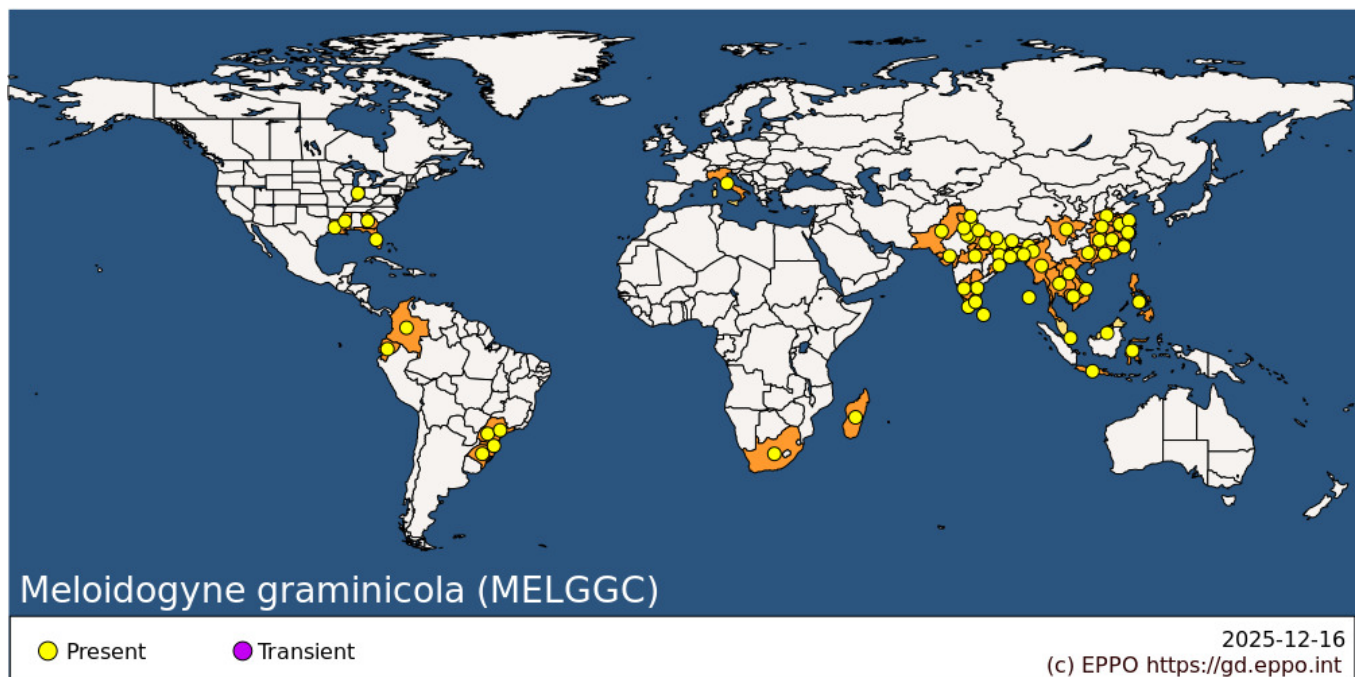 Meloidogyne graminicola (MELGGC)
Present
Transient
2025-12-16
(c) EPPO https://gd.eppo.int